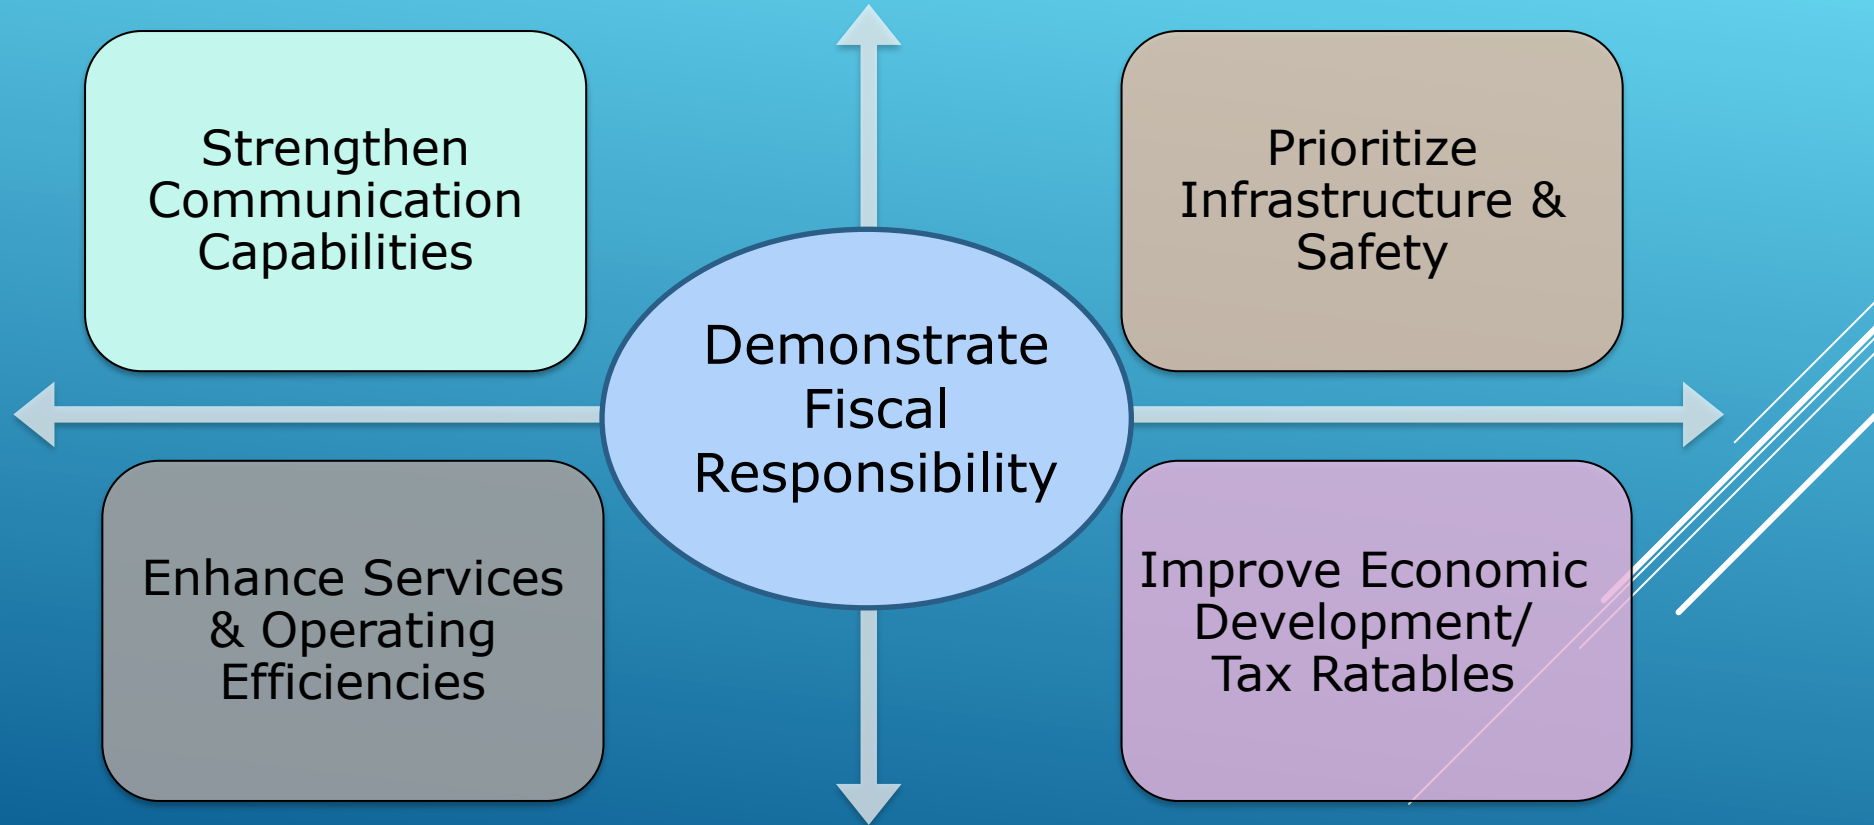 Strengthen
Communication
Capabilities
Prioritize
Infrastructure &
Safety
Demonstrate
Fiscal
Responsibility
Enhance Services
& Operating
Efficiencies
Improve Economic
Development/
Tax Ratables